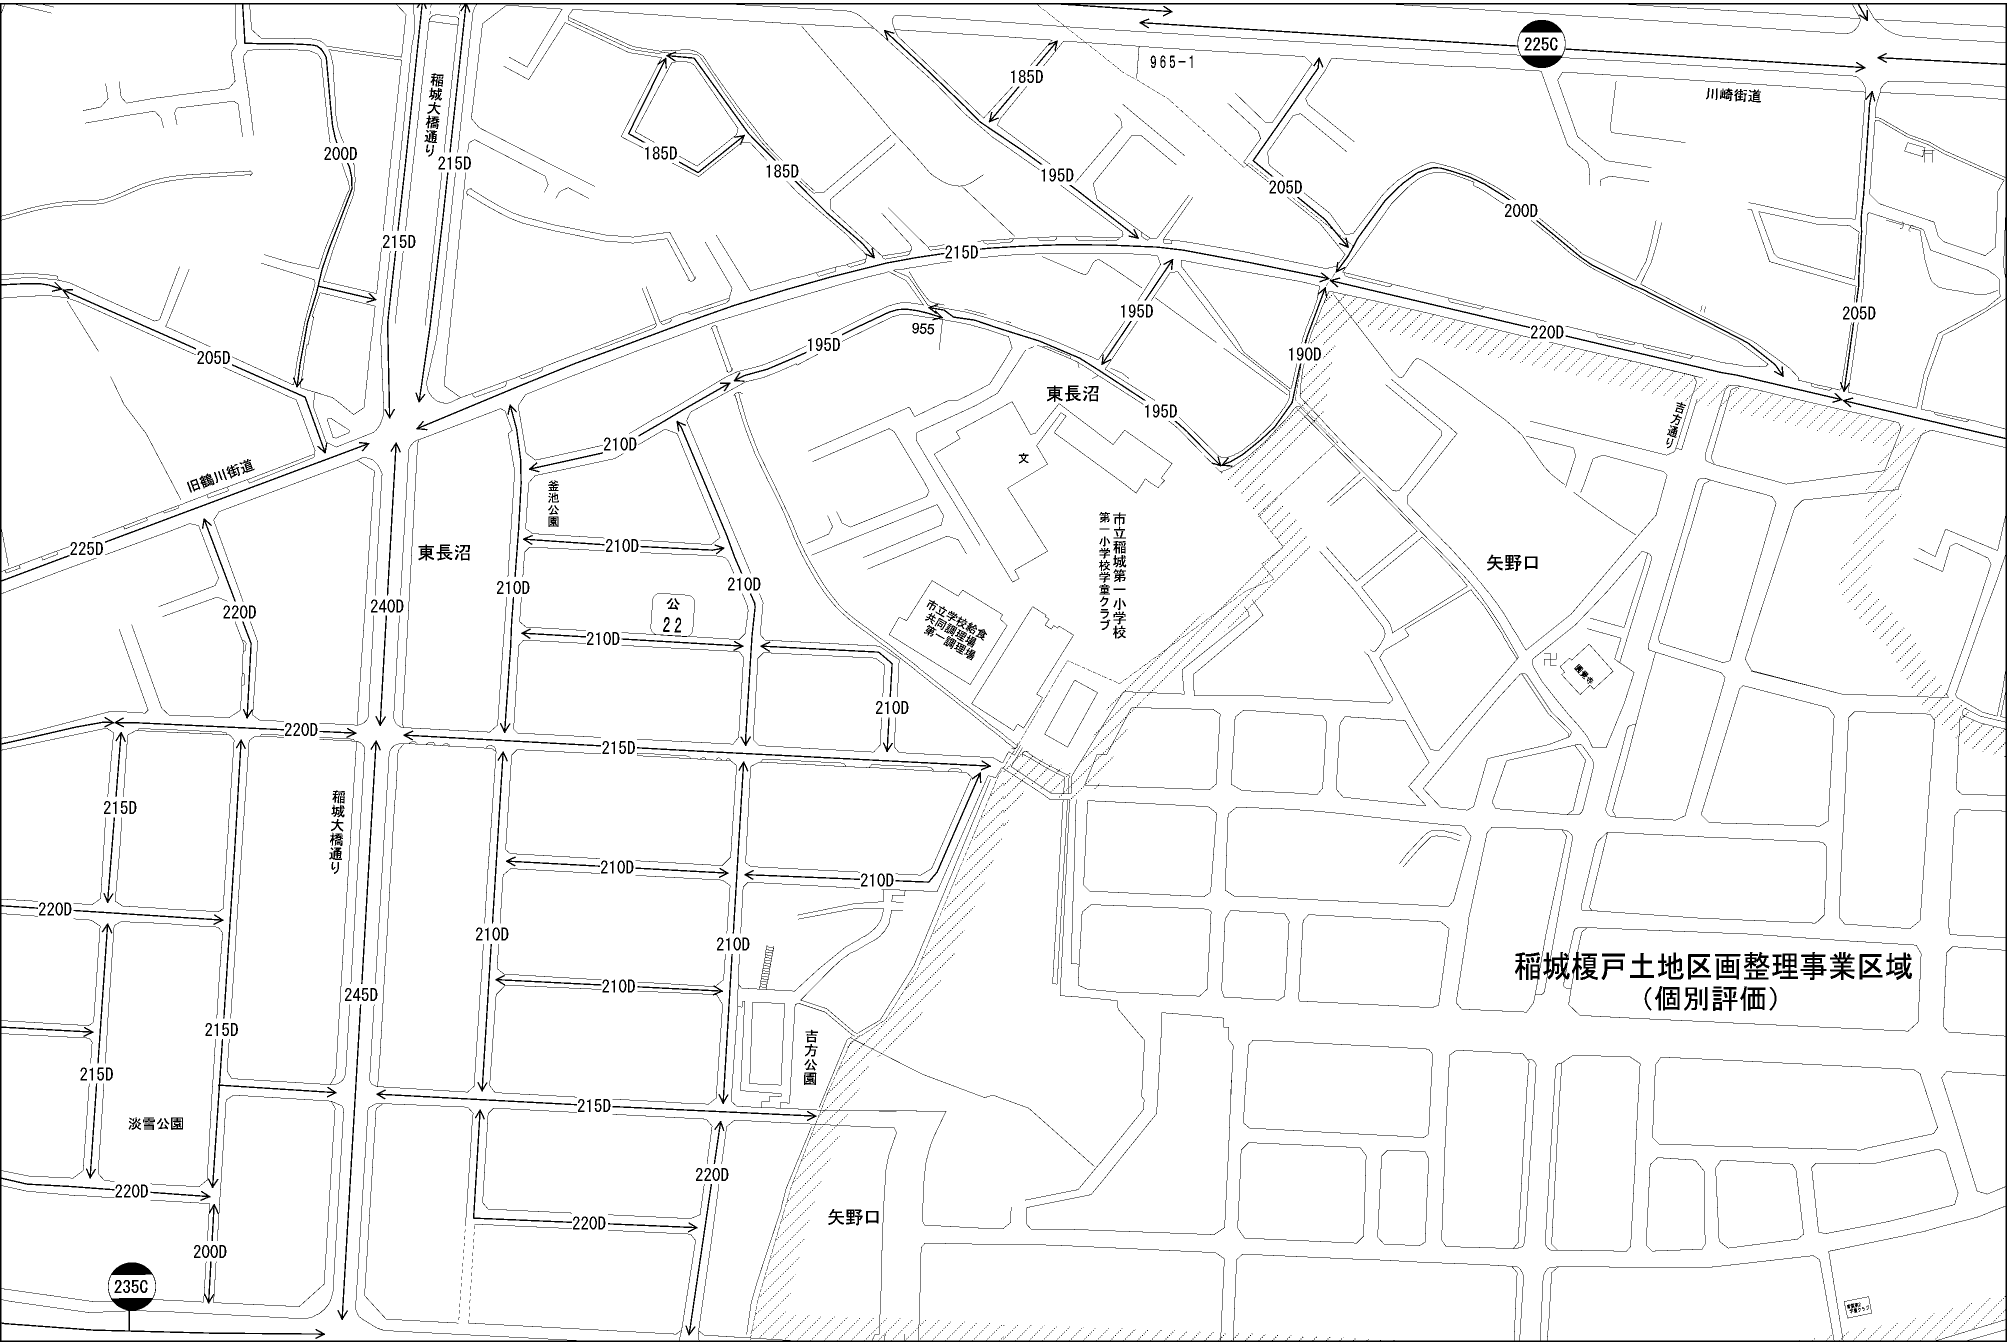 225C
965-1
185D
川崎街道
稲城大橋通り
200D
215D
185D
185D
195D
205D
200D
215D
215D
205D
205D
195D
955
195D
220D
190D
東長沼
195D
吉方通り
210D
文
旧鶴川街道
釜池公園
225D
東長沼
210D
210D
210D
市立稲城第一小学校
第一小学校学童クラブ
矢野口
220D
240D
公
22
210D
市立学校給食
共同調理場
第一調理場
210D
220D
215D
215D
稲城大橋通り
210D
210D
220D
210D
210D
稲城榎戸土地区画整理事業区域
(個別評価)
245D
210D
215D
215D
吉方公園
215D
淡雪公園
220D
220D
矢野口
220D
200D
235C